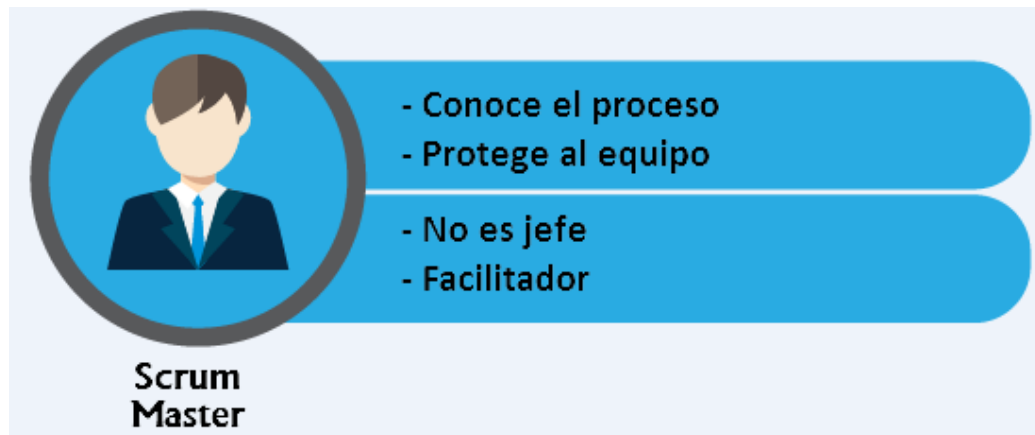 - Conoce el proceso
- Protege al equipo
- No es jefe
- Facilitador
Scrum
Master